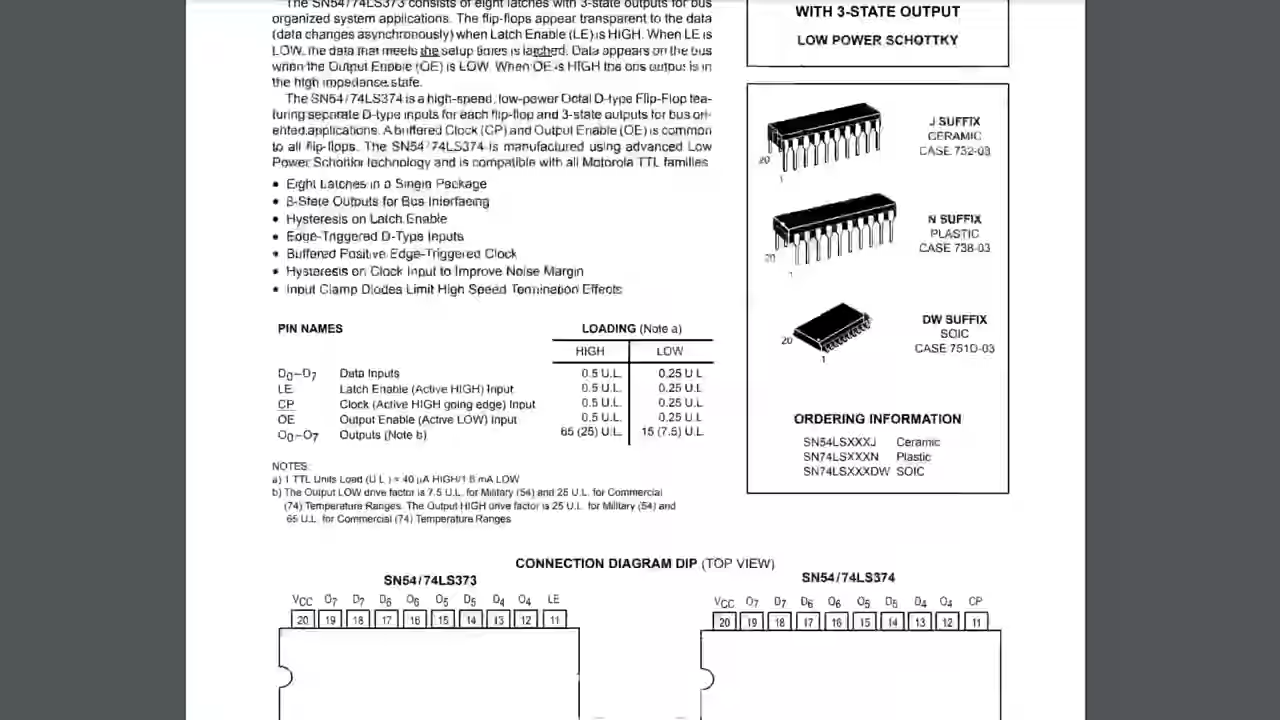 The SN54/74LS373 consists of eight latches with 3-state outputs for bus
organized system applications. The flip-flops appear transparent to the data
(data changes asynchronously) when Latch Enable (LE) is HIGH. When LE is
LOW, the data that meets the setup times is latched. Data appears on the bus
when the Output Enable (OE) is LOW. When OE is HIGH the bus output is in
the high impedance state.
The SN54/74LS374 is a high-speed, low-power Octal D-type Flip-Flop fea-
turing separate D-type inputs for each flip-flop and 3-state outputs for bus ori-
ented applications. A buffered Clock (CP) and Output Enable (OE) is common
to all flip-flops. The SN54/74LS374 is manufactured using advanced Low
Power Schottky technology and is compatible with all Motorola TTL families.
• Eight Latches in a Single Package
• 3-State Outputs for Bus Interfacing
• Hysteresis on Latch Enable
• Edge-Triggered D-Type Inputs
• Buffered Positive Edge-Triggered Clock
• Hysteresis on Clock Input to Improve Noise Margin
• Input Clamp Diodes Limit High Speed Termination Effects
WITH 3-STATE OUTPUT
LOW POWER SCHOTTKY
J SUFFIX
CERAMIC
CASE 732-03
20
1
N SUFFIX
PLASTIC
CASE 738-03
20
1
DW SUFFIX
SOIC
CASE 751D-03
20
1
ORDERING INFORMATION
SN54LSXXXJ Ceramic
SN74LSXXXN Plastic
SN74LSXXXDW SOIC
PIN NAMES LOADING (Note a)
HIGH LOW
D0–D7 Data Inputs 0.5 U.L. 0.25 U.L.
LE Latch Enable (Active HIGH) Input 0.5 U.L. 0.25 U.L.
CP Clock (Active HIGH going edge) Input 0.5 U.L. 0.25 U.L.
OE Output Enable (Active LOW) Input 0.5 U.L. 0.25 U.L.
O0–O7 Outputs (Note b) 65 (25) U.L. 15 (7.5) U.L.
NOTES:
a) 1 TTL Units Load (U.L.) = 40 µA HIGH/1.6 mA LOW
b) The Output LOW drive factor is 7.5 U.L. for Military (54) and 25 U.L. for Commercial
(74) Temperature Ranges. The Output HIGH drive factor is 25 U.L. for Military (54) and
65 U.L. for Commercial (74) Temperature Ranges
CONNECTION DIAGRAM DIP (TOP VIEW)
SN54/74LS373
VCC O7 D7 D6 O6 O5 D5 D4 O4 LE
20 19 18 17 16 15 14 13 12 11
SN54/74LS374
VCC O7 D7 D6 O6 O5 D5 D4 O4 CP
20 19 18 17 16 15 14 13 12 11